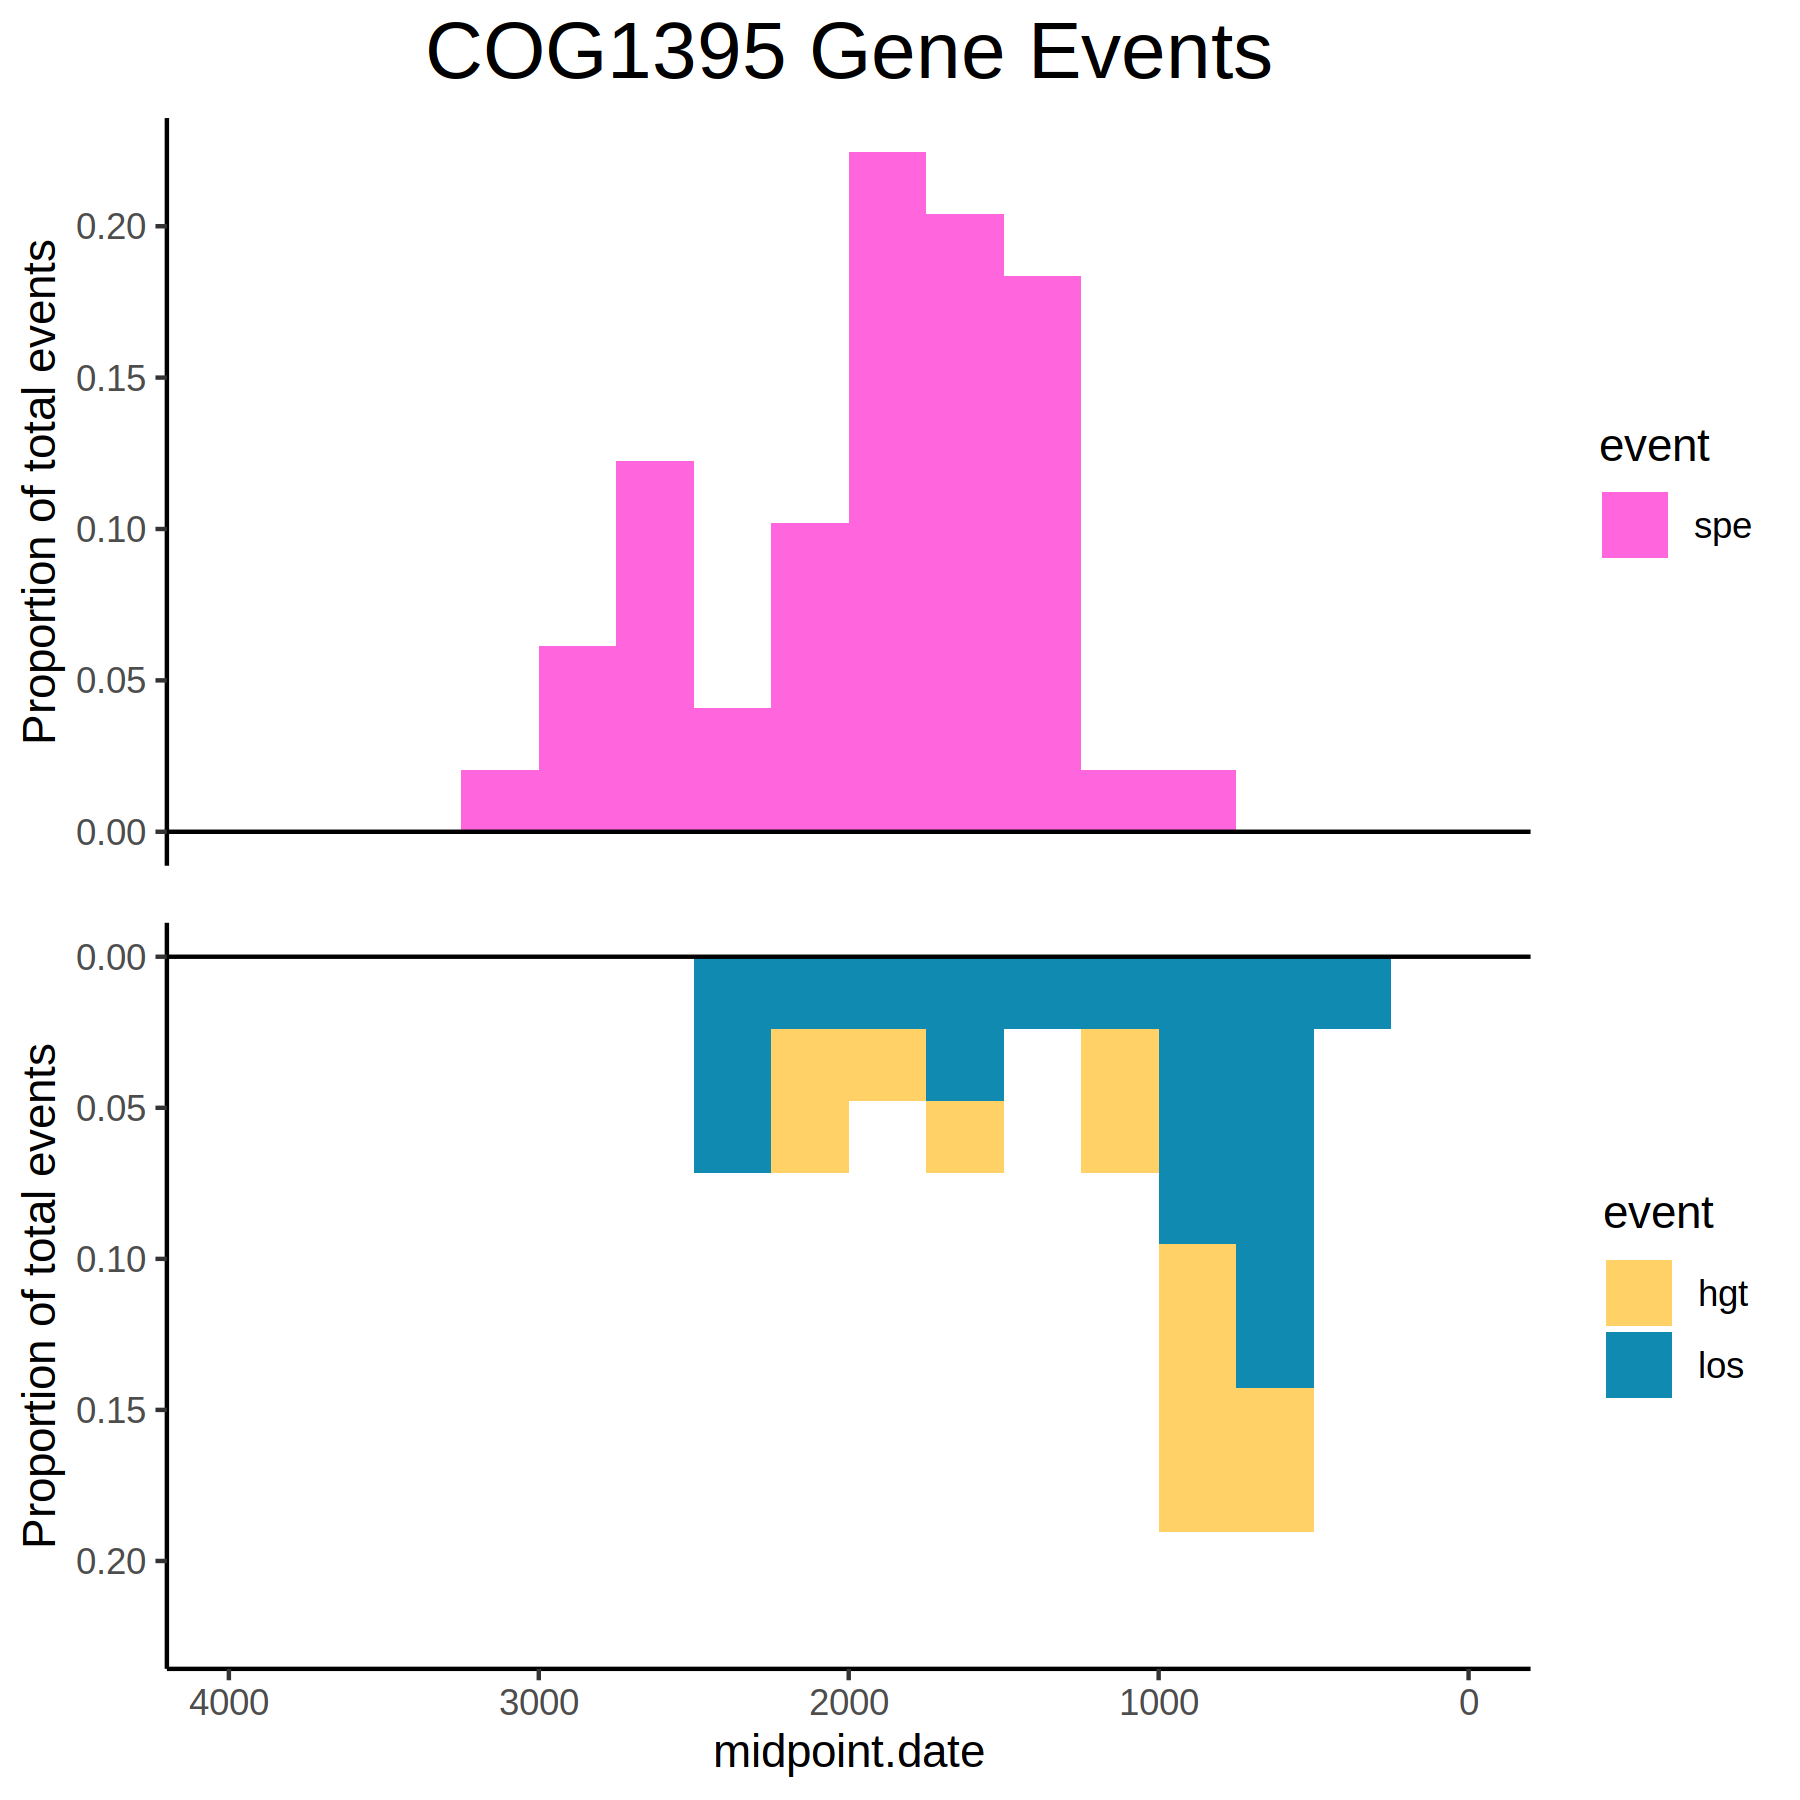 COG1395 Gene Events
Proportion of total events
0.20
0.15
0.10
0.05
0.00
event
spe
Proportion of total events
0.00
0.05
0.10
0.15
0.20
event
hgt
los
4000 3000 2000 1000 0
midpoint.date